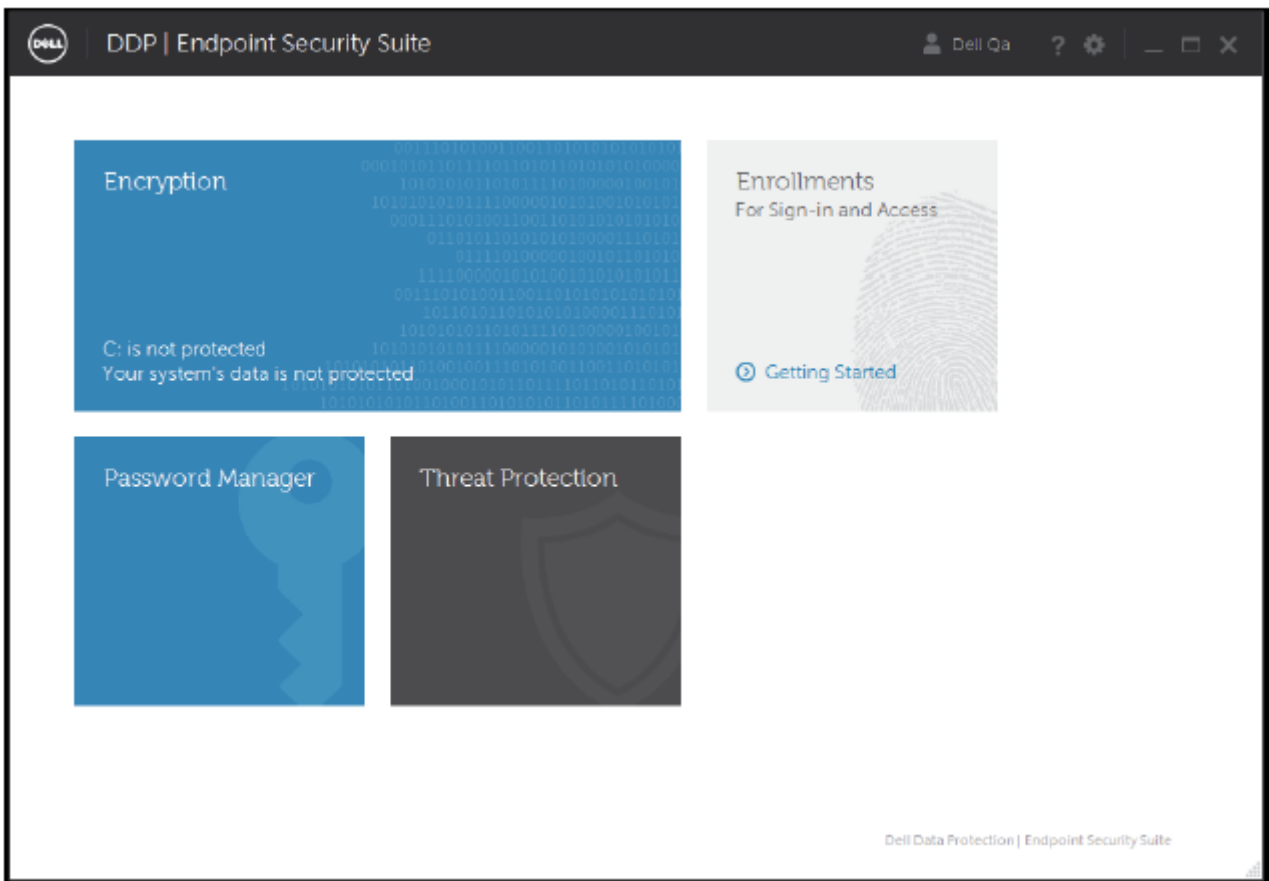 DELL
DDP | Endpoint Security Suite
Dell Qa
?
Encryption
C: is not protected
Your system's data is not protected
Enrollments
For Sign-in and Access
Getting Started
Password Manager
Threat Protection
Dell Data Protection | Endpoint Security Suite